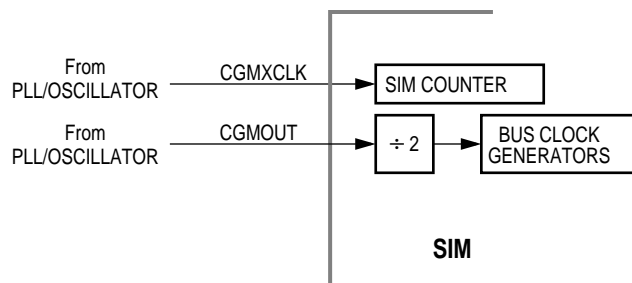 From
PLL/OSCILLATOR
CGMXCLK
SIM COUNTER
From
PLL/OSCILLATOR
CGMOUT
÷ 2
BUS CLOCK
GENERATORS
SIM